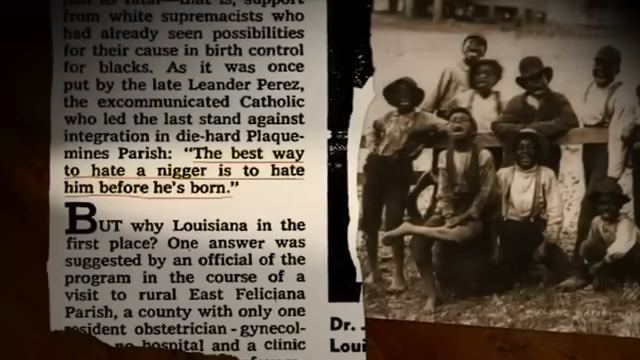 just as fatal—that is, support
from white supremacists who
had already seen possibilities
for their cause in birth control
for blacks. As it was once
put by the late Leander Perez,
the excommunicated Catholic
who led the last stand against
integration in die-hard Plaque-
mines Parish: “The best way
to hate a nigger is to hate
him before he’s born.”
BUT why Louisiana in the
first place? One answer was
suggested by an official of the
program in the course of a
visit to rural East Feliciana
Parish, a county with only one
resident obstetrician-gynecol-
no hospital and a clinic
Dr. J
Loui